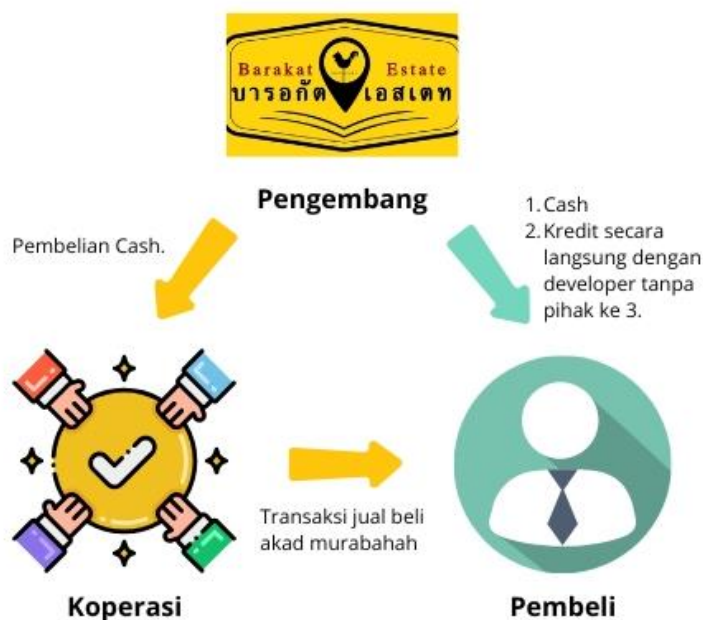 Barakat Estate
บารอกัต เอสเตท
Pengembang
Pembelian Cash.
1. Cash
2. Kredit secara
langsung dengan
developer tanpa
pihak ke 3.
Transaksi jual beli
akad murabahah
Koperasi
Pembeli